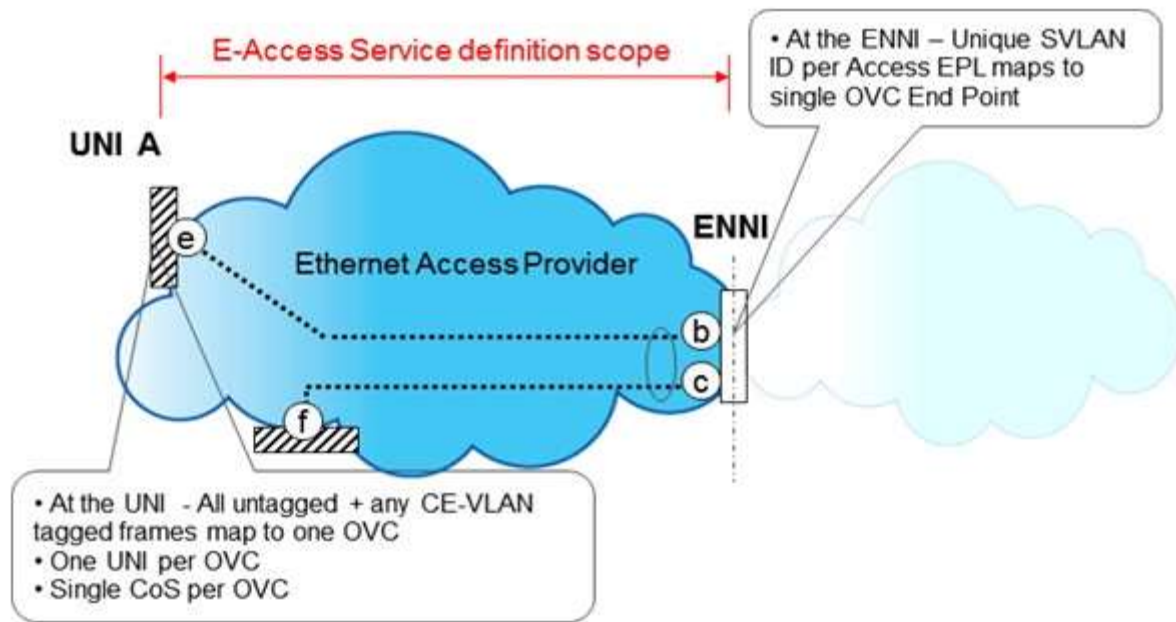 E-Access Service definition scope
• At the ENNI – Unique SVLAN
ID per Access EPL maps to
single OVC End Point
UNI A
ENNI
e
Ethernet Access Provider
b
c
f
• At the UNI - All untagged + any CE-VLAN
tagged frames map to one OVC
• One UNI per OVC
• Single CoS per OVC